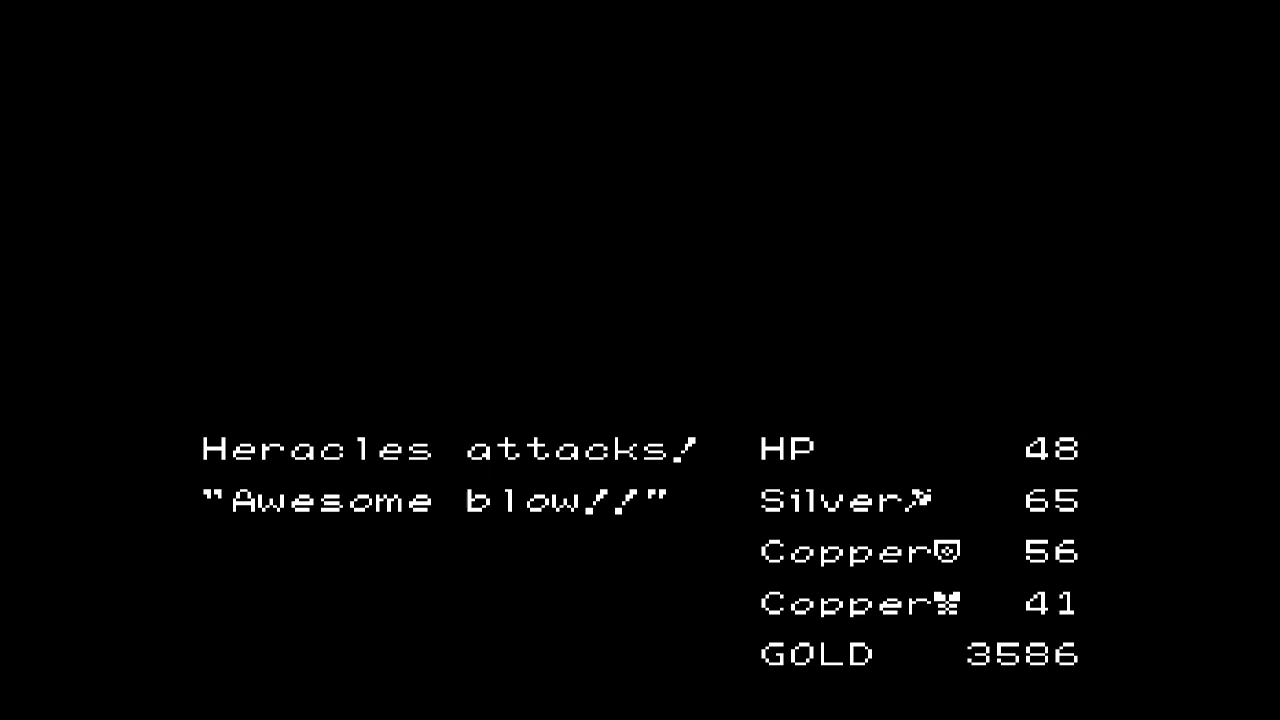 Heracles attacks!
"Awesome blow!!"
HP 48
Silver 65
Copper 56
Copper 41
GOLD 3586